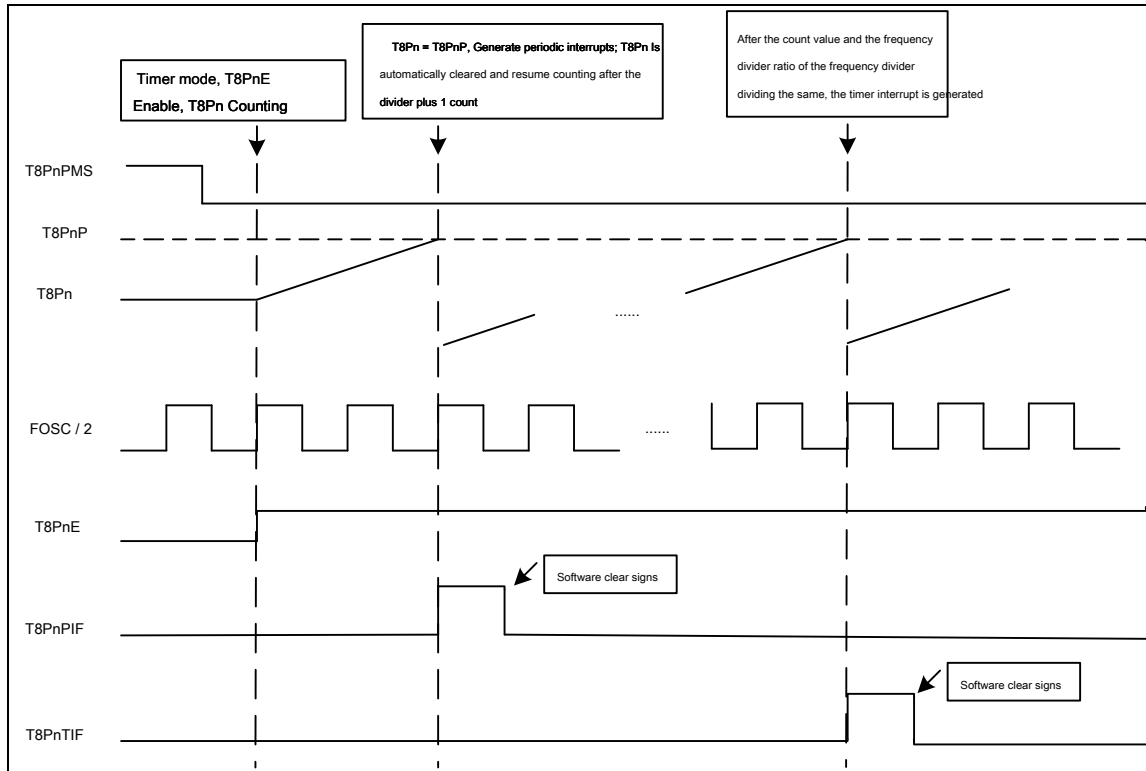 Timer mode, T8PnE
Enable, T8Pn Counting
T8Pn = T8PnP, Generate periodic interrupts; T8Pn Is
automatically cleared and resume counting after the
divider plus 1 count
After the count value and the frequency
divider ratio of the frequency divider
dividing the same, the timer interrupt is generated
T8PnPMS
T8PnP
T8Pn
......
FOSC / 2
......
T8PnE
Software clear signs
T8PnPIF
Software clear signs
T8PnTIF